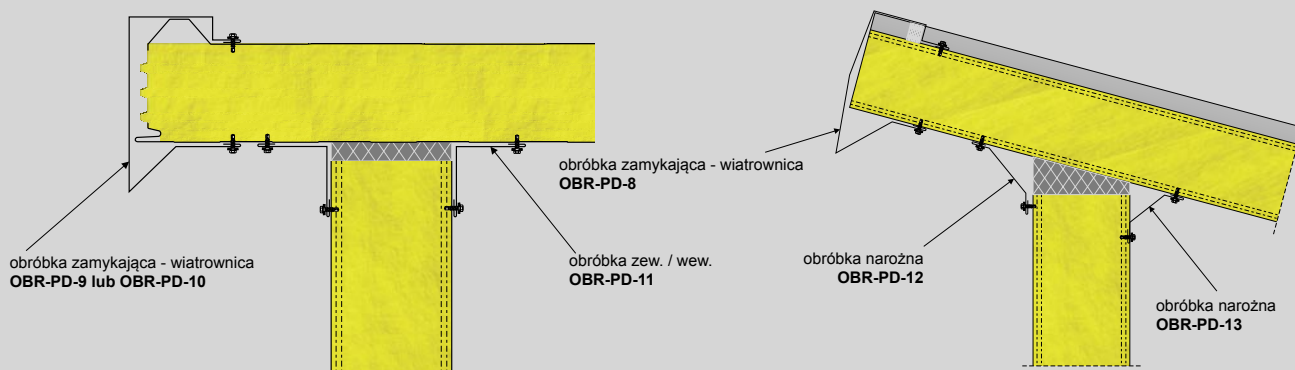 obróbka zamykająca - wiatrownica
OBR-PD-9 lub OBR-PD-10
obróbka zew. / wew.
OBR-PD-11
obróbka zamykająca - wiatrownica
OBR-PD-8
obróbka narożna
OBR-PD-12
obróbka narożna
OBR-PD-13